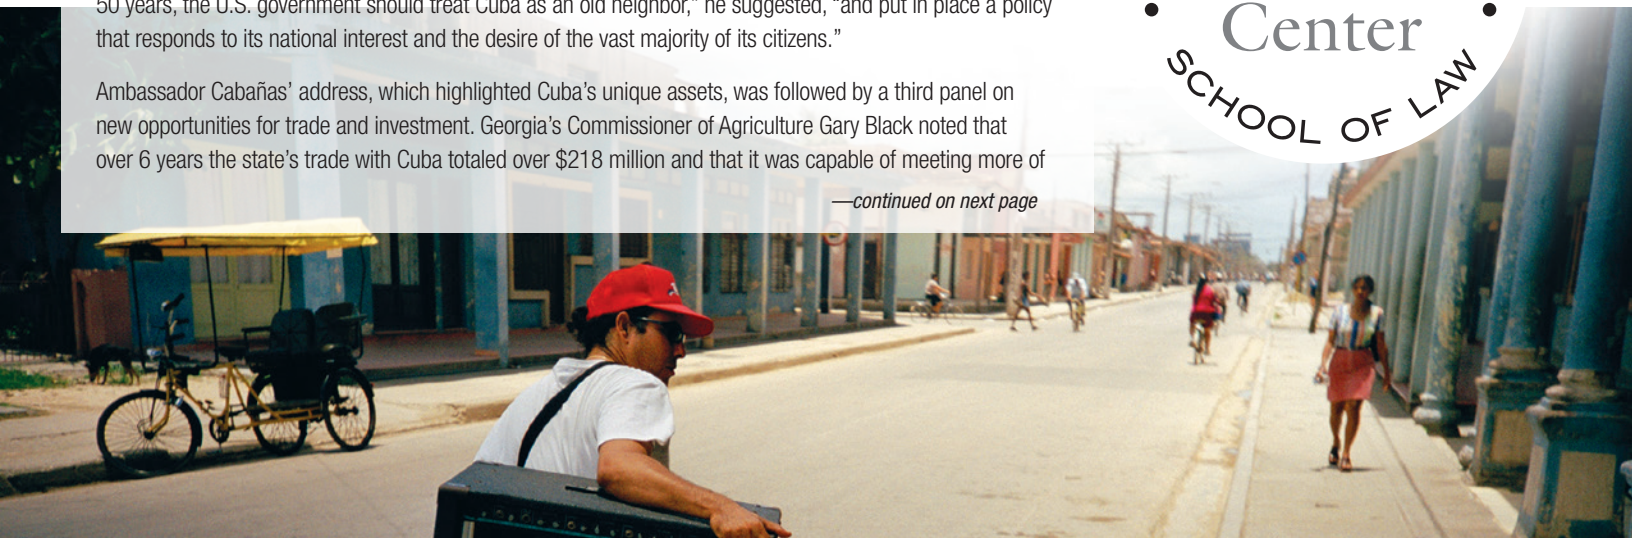 50 years, the U.S. government should treat Cuba as an old neighbor,” he suggested, “and put in place a policy
that responds to its national interest and the desire of the vast majority of its citizens.”
Ambassador Cabañas’ address, which highlighted Cuba’s unique assets, was followed by a third panel on
new opportunities for trade and investment. Georgia’s Commissioner of Agriculture Gary Black noted that
over 6 years the state’s trade with Cuba totaled over $218 million and that it was capable of meeting more of
—continued on next page
Center
SCHOOL OF LAW